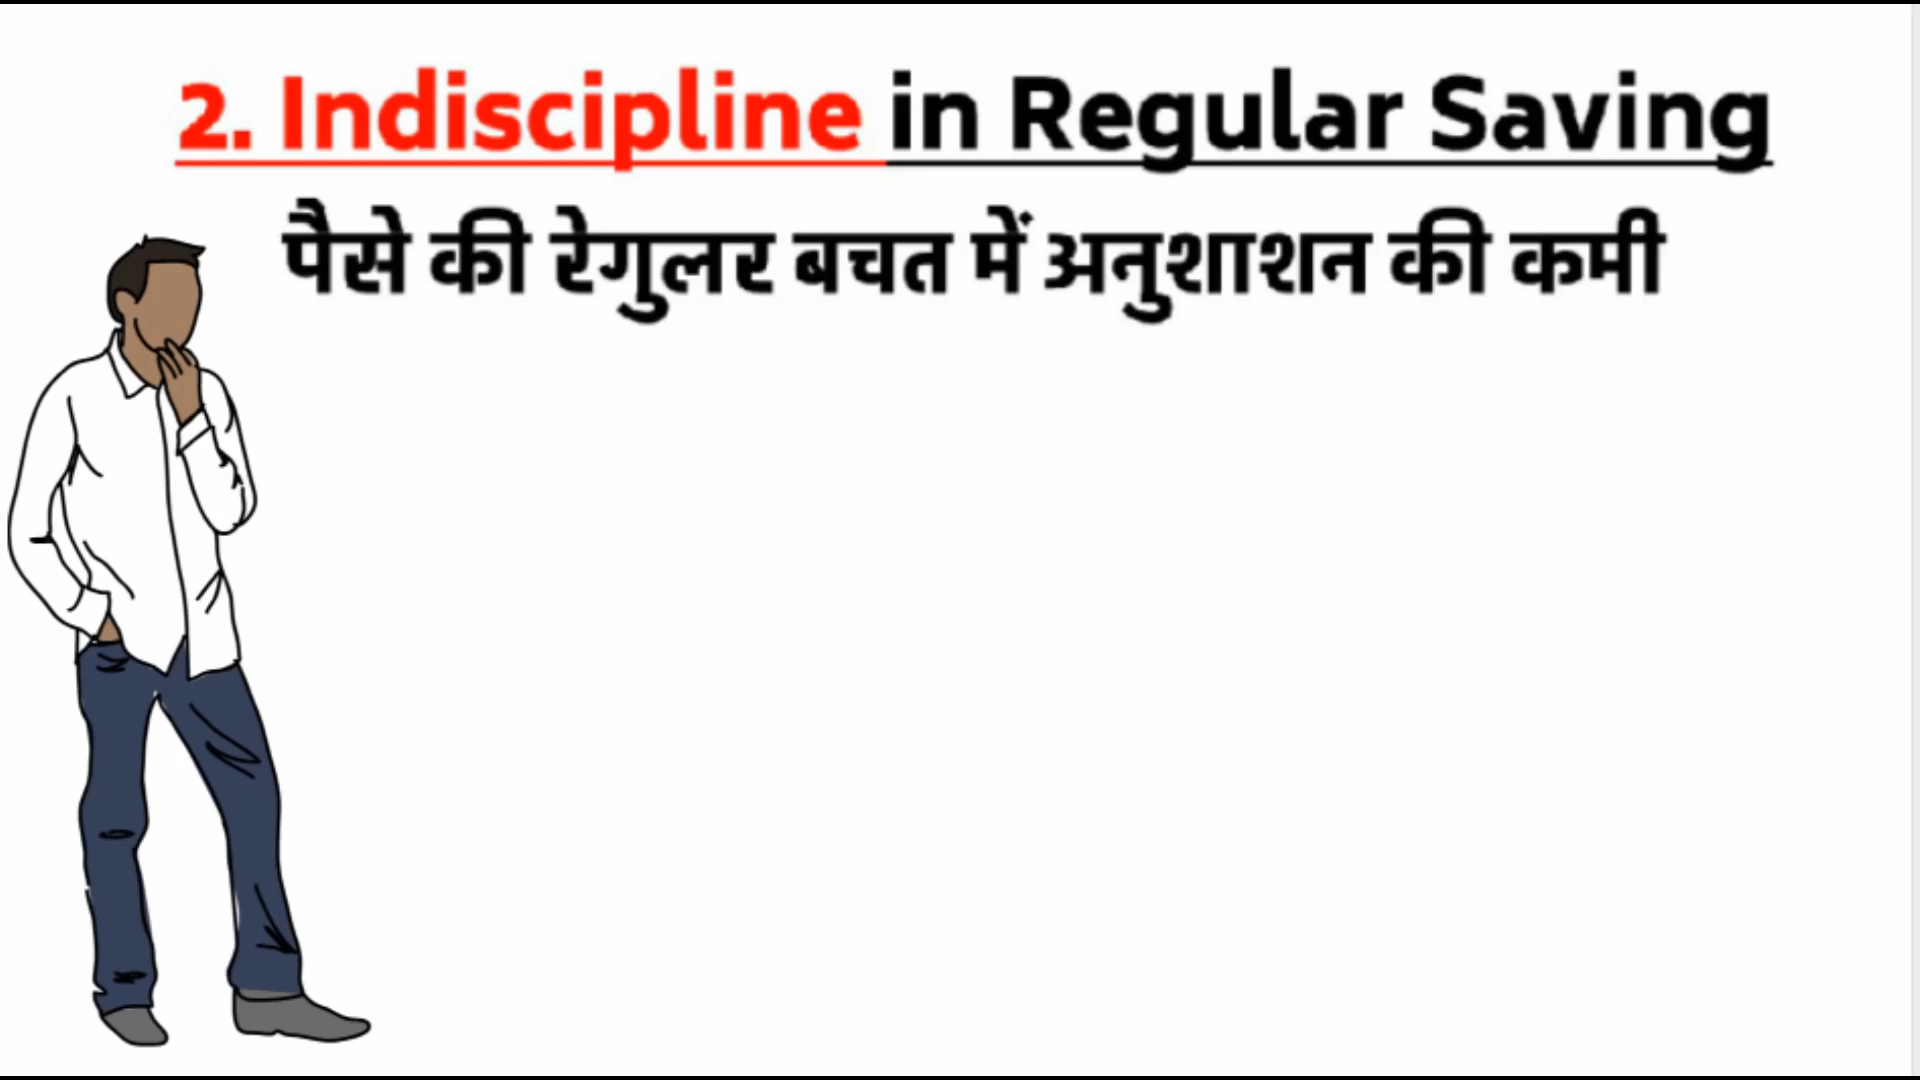 2. Indiscipline in Regular Saving
पैसे की रेगुलर बचत में अनुशाशन की कमी